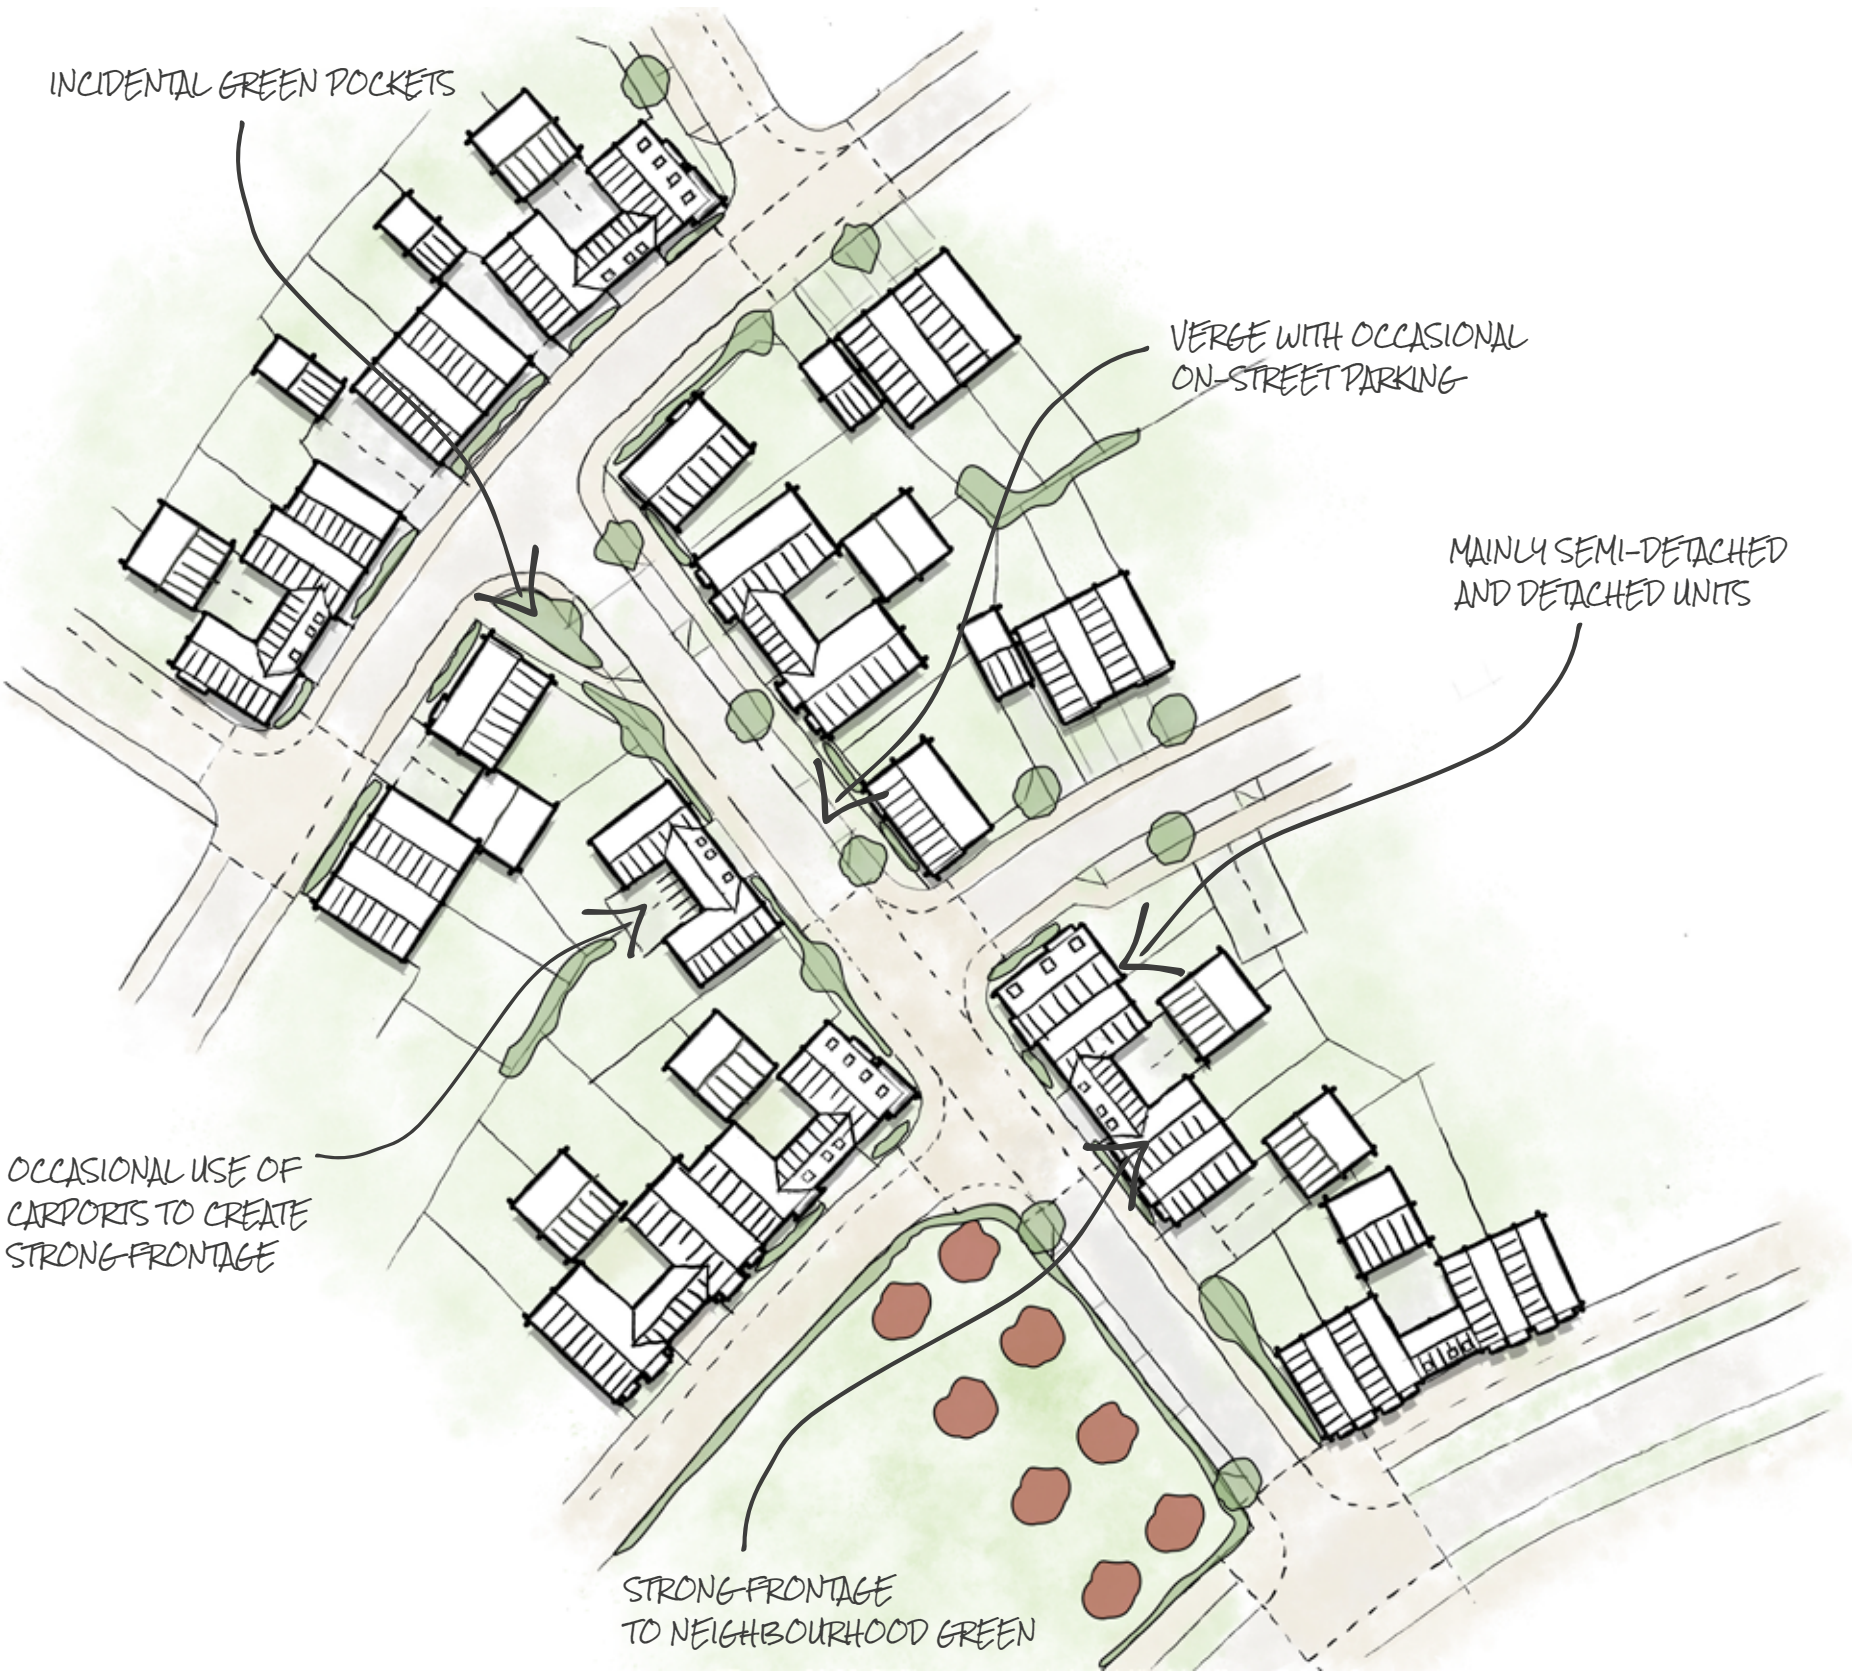 INCIDENTAL GREEN POCKETS
VERGE WITH OCCASIONAL
ON-STREET PARKING
MAINLY SEMI-DETACHED
AND DETACHED UNITS
OCCASIONAL USE OF
CARPORTS TO CREATE
STRONG FRONTAGE
STRONG FRONTAGE
TO NEIGHBOURHOOD GREEN